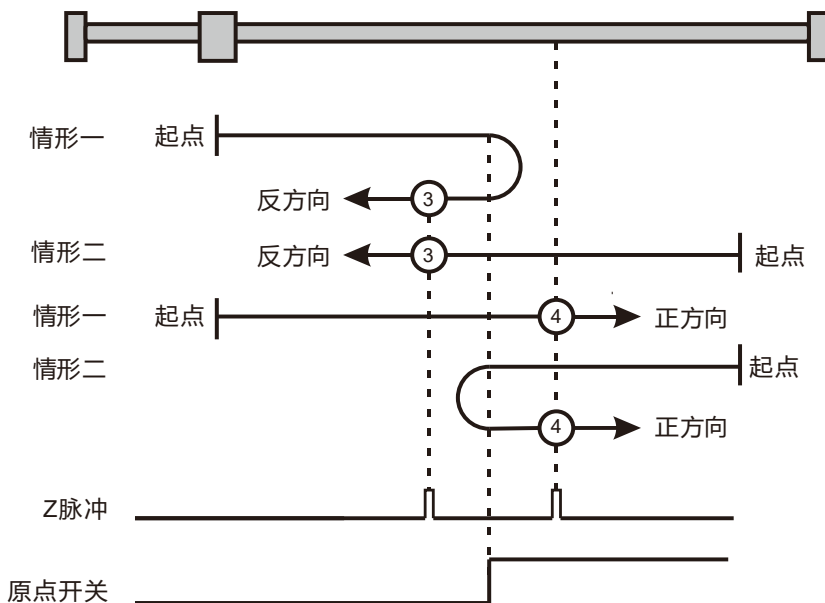 情形一 起点
反方向 3
情形二 反方向 3 起点
情形一 起点 4 正方向
情形二 起点
4 正方向
Z脉冲
原点开关